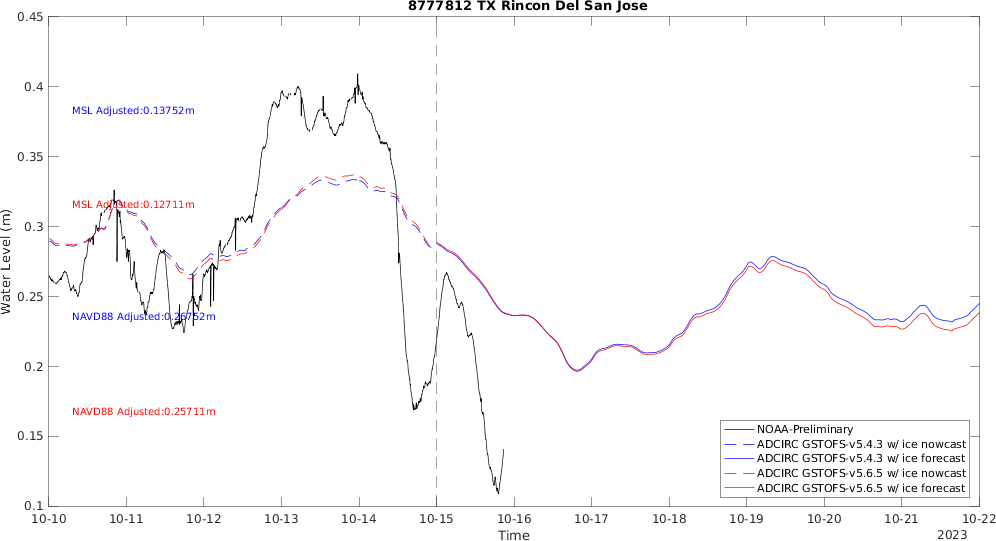 8777812 TX Rincon Del San Jose
Water Level (m)
0.45
0.4
0.35
0.3
0.25
0.2
0.15
0.1
MSL Adjusted:0.13752m
MSL Adjusted:0.12711m
NAVD88 Adjusted:0.26752m
NAVD88 Adjusted:0.25711m
NOAA-Preliminary
ADCIRC GSTOFS-v5.4.3 w/ ice nowcast
ADCIRC GSTOFS-v5.4.3 w/ ice forecast
ADCIRC GSTOFS-v5.6.5 w/ ice nowcast
ADCIRC GSTOFS-v5.6.5 w/ ice forecast
10-10 10-11 10-12 10-13 10-14 10-15 10-16 10-17 10-18 10-19 10-20 10-21 10-22
Time
2023